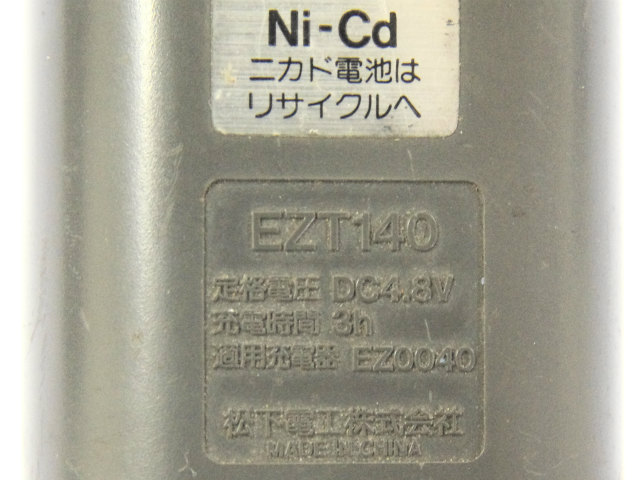 Ni-Cd
ニカド電池は
リサイクルへ
EZT140
定格電圧 DC4.8V
充電時間 3h
適用充電器 EZ0040
松下電工株式会社
MADE IN CHINA